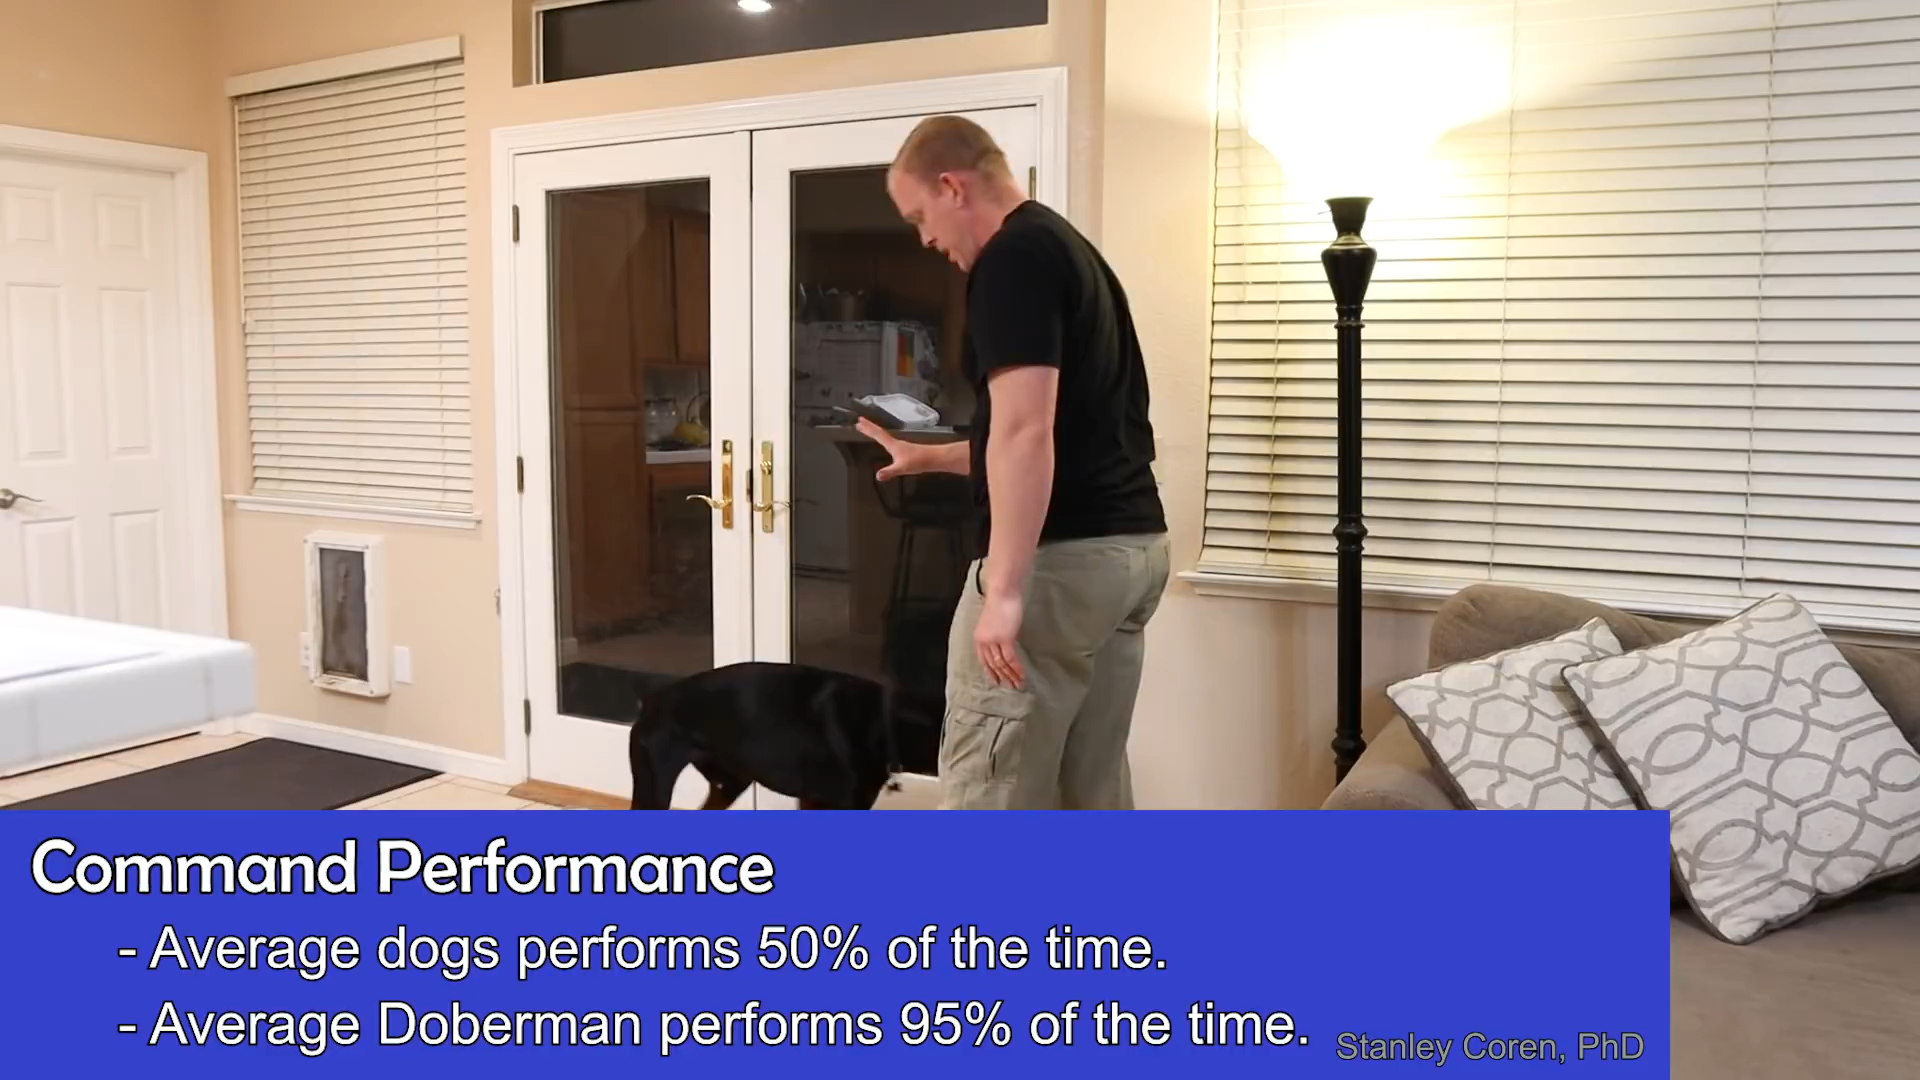 Command Performance
- Average dogs performs 50% of the time.
- Average Doberman performs 95% of the time.
Stanley Coren, PhD